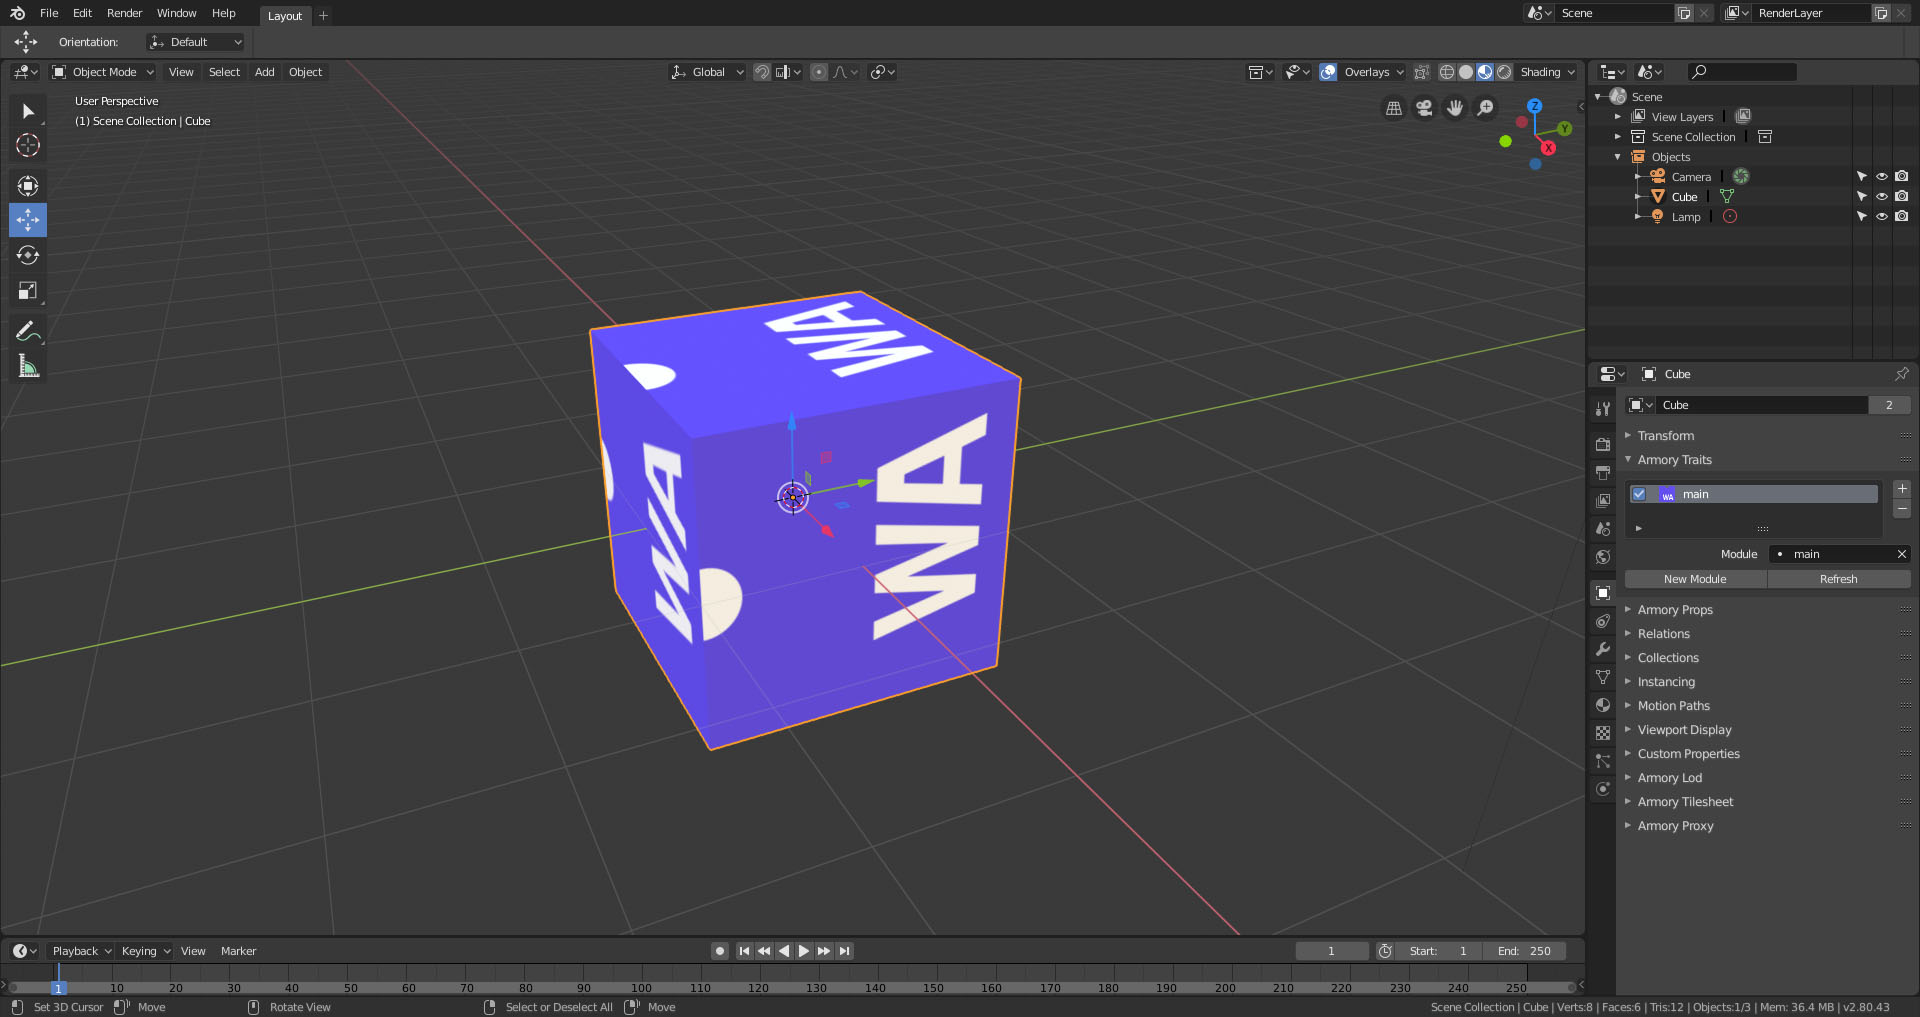 File Edit Render Window Help Layout + Scene RenderLayer
Orientation: Default
Object Mode View Select Add Object Global Overlays Shading
User Perspective
(1) Scene Collection | Cube
Z
Y
X
Scene
View Layers
Scene Collection
Objects
Camera
Cube
Lamp
WA
WA
WA
Cube
Cube 2
Transform
Armory Traits
WA main
Module main
New Module Refresh
Armory Props
Relations
Collections
Instancing
Motion Paths
Viewport Display
Custom Properties
Armory Lod
Armory Tilesheet
Armory Proxy
Playback Keying View Marker 1 Start: 1 End: 250
1 10 20 30 40 50 60 70 80 90 100 110 120 130 140 150 160 170 180 190 200 210 220 230 240 250
Set 3D Cursor Move Rotate View Select or Deselect All Move Scene Collection | Cube | Verts:8 | Faces:6 | Tris:12 | Objects:1/3 | Mem: 36.4 MB | v2.80.43